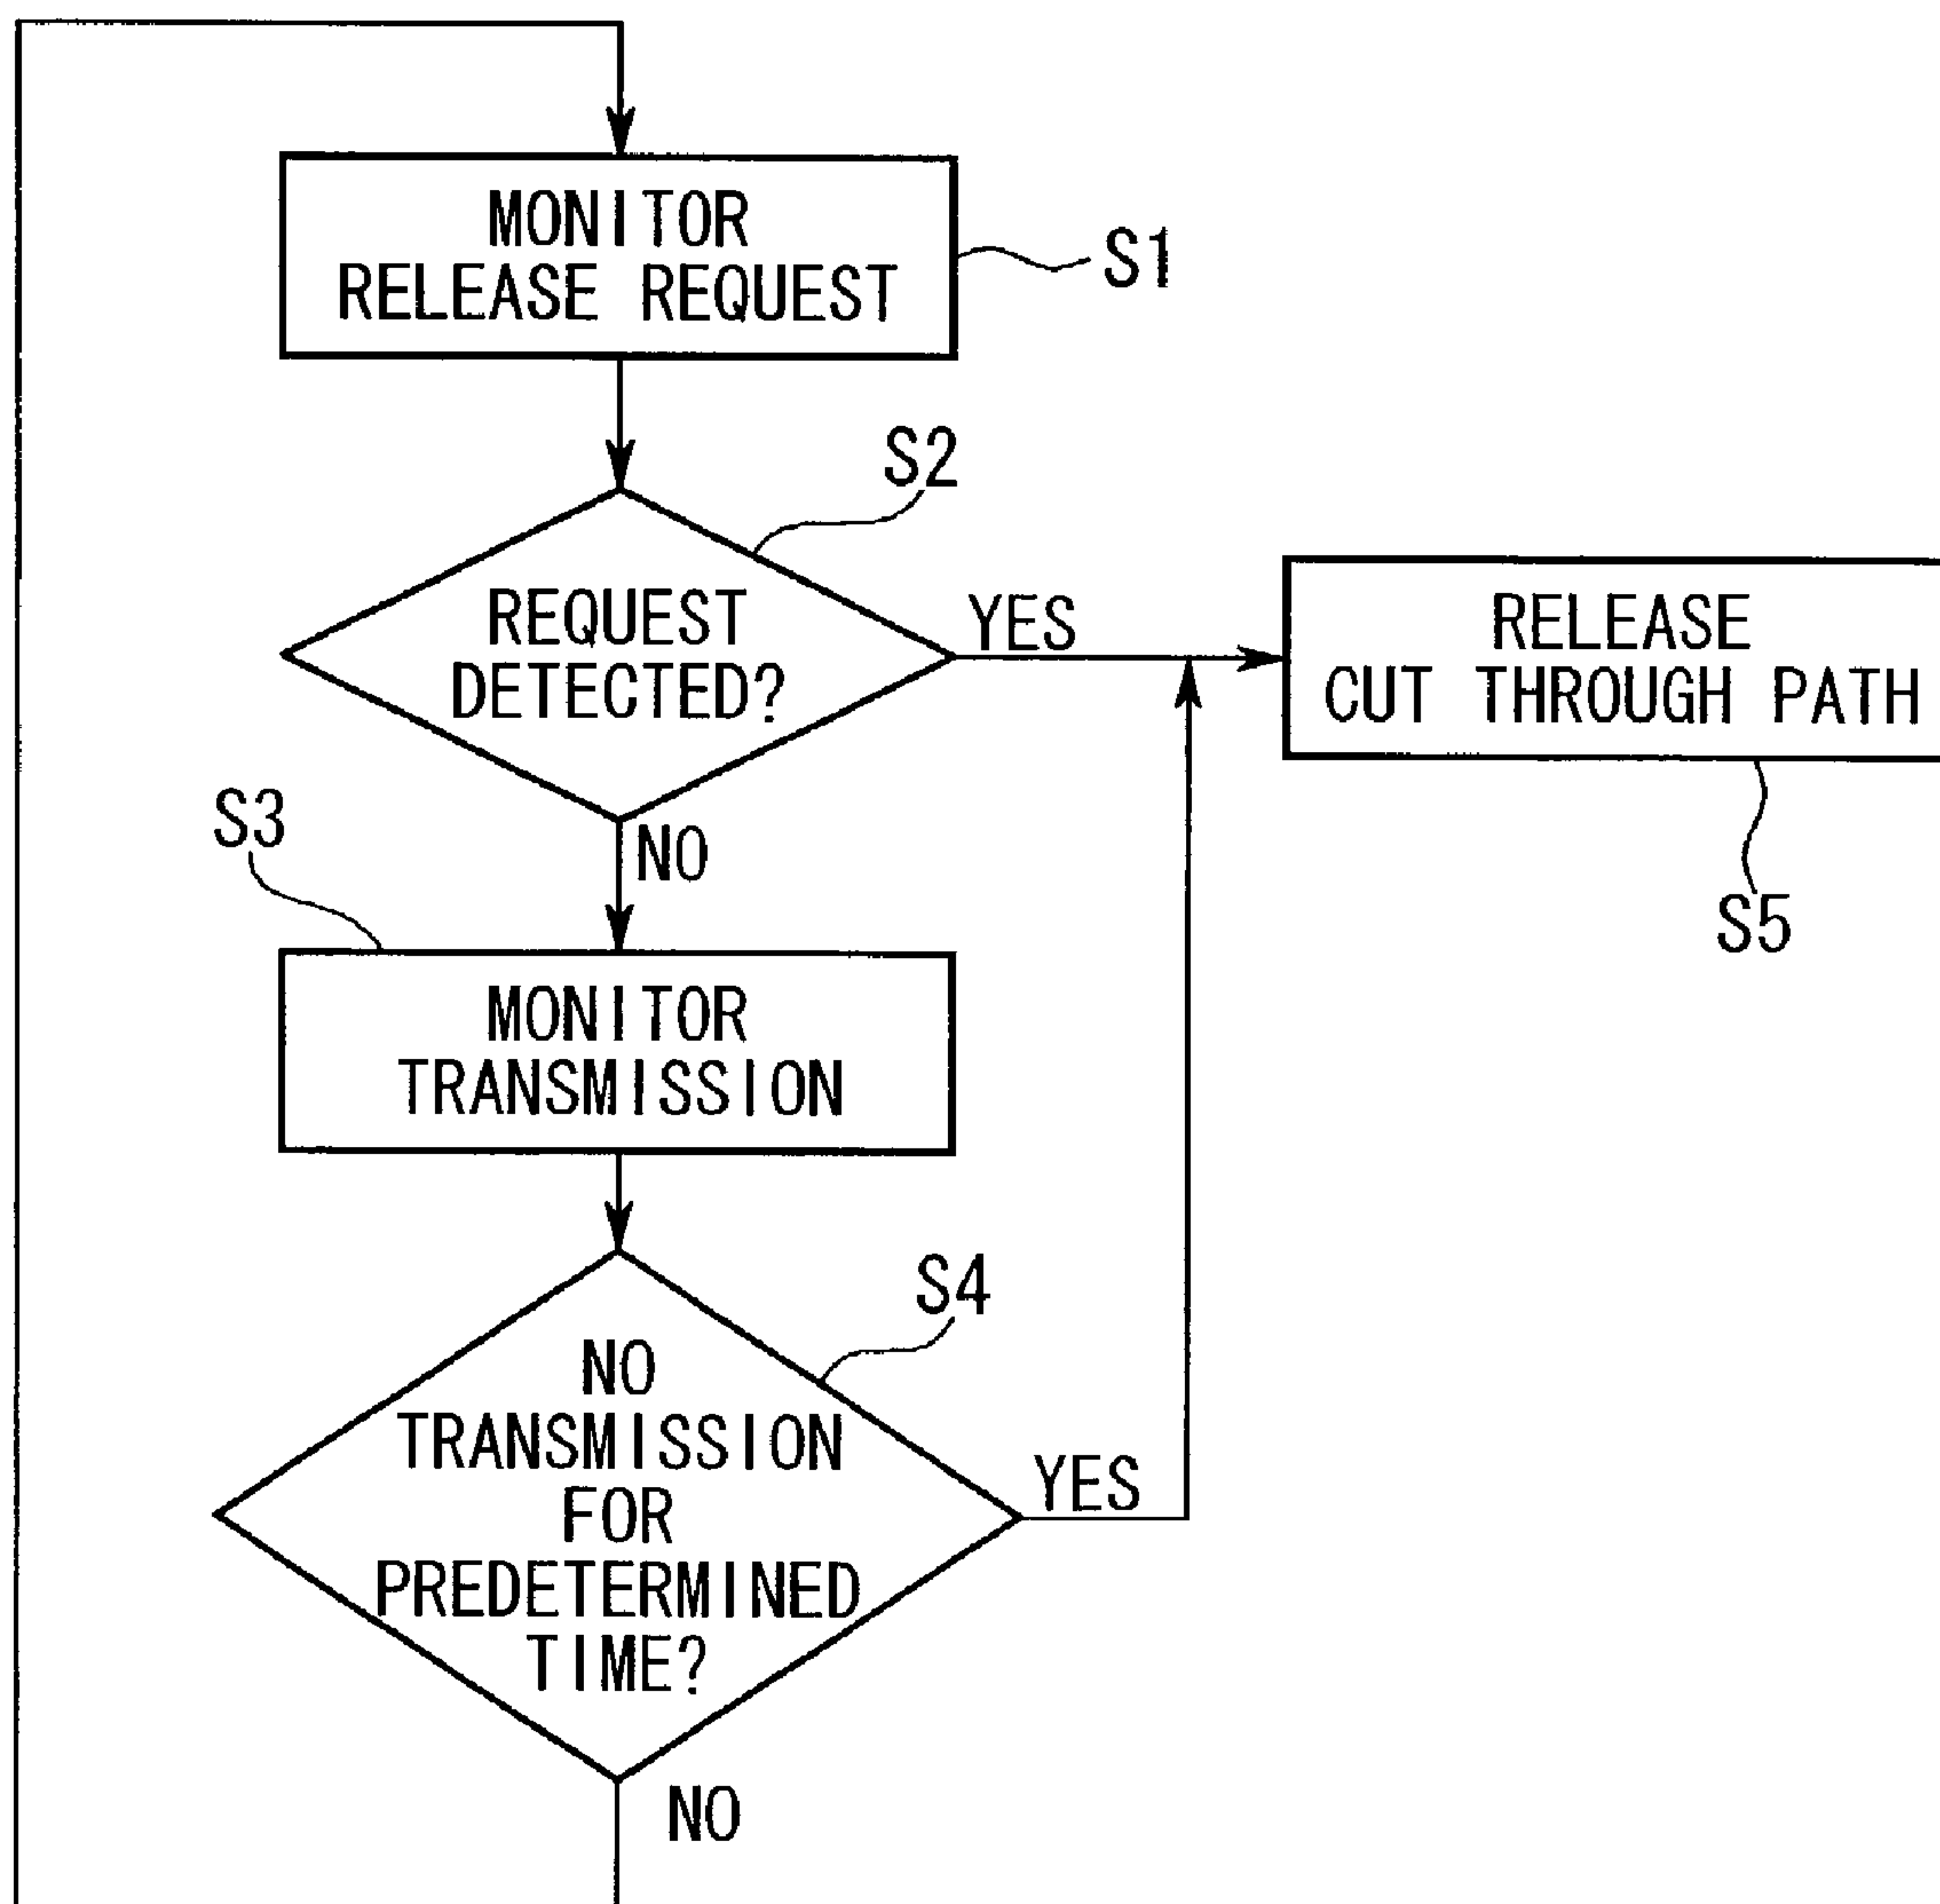 MONITOR
RELEASE REQUEST
S1
S2
REQUEST
DETECTED?
YES
RELEASE
CUT THROUGH PATH
S3
NO
S5
MONITOR
TRANSMISSION
S4
NO
TRANSMISSION
FOR
PREDETERMINED
TIME?
YES
NO